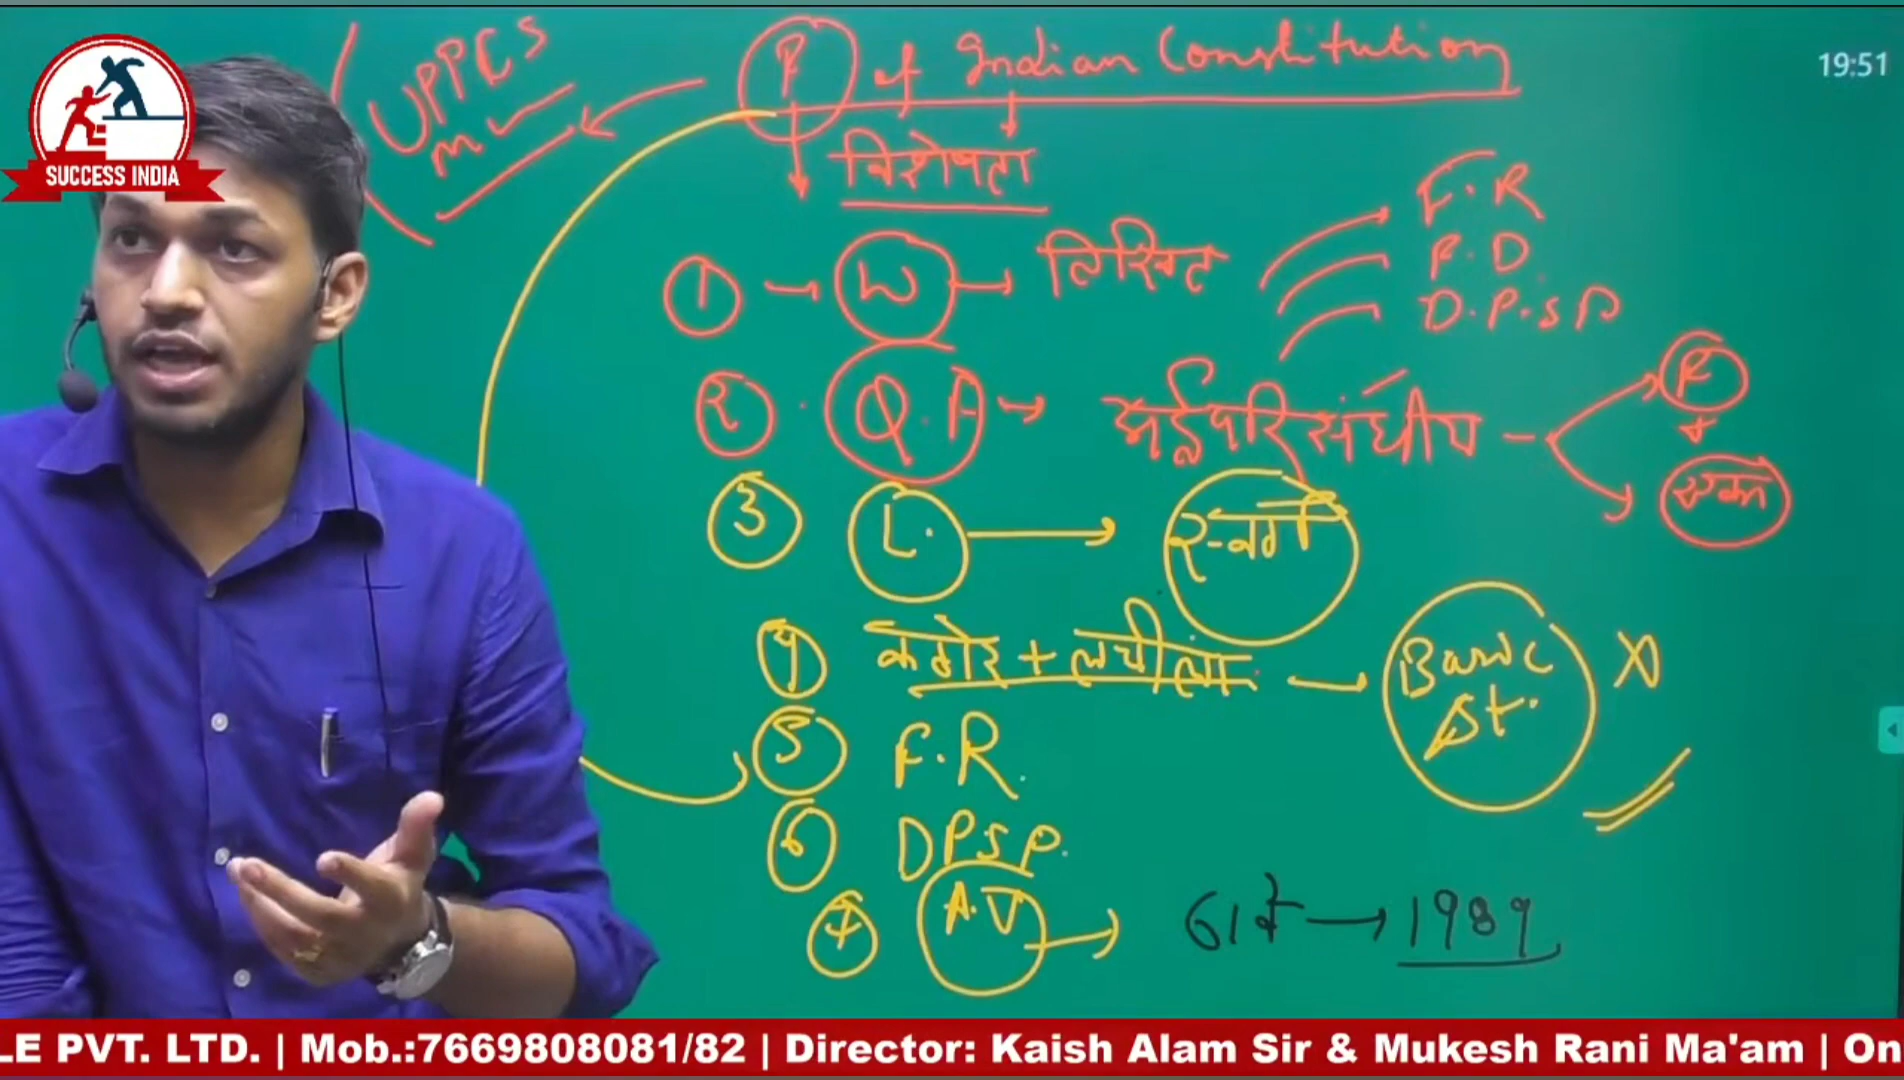 SUCCESS INDIA
UPPCS
M
F of Indian Constitution
19:51
विशेषता
F.R
F.D
D.P.S.P
1 W लिखित
2 Q.F अर्द्धपरिसंघीय
F
+
एका
3 L.
4 कठोर + लचीला
Basic
St.
5 F.R.
6 DPSP.
7 A.V 61वें 1989
LE PVT. LTD. | Mob.:7669808081/82 | Director: Kaish Alam Sir & Mukesh Rani Ma'am | On